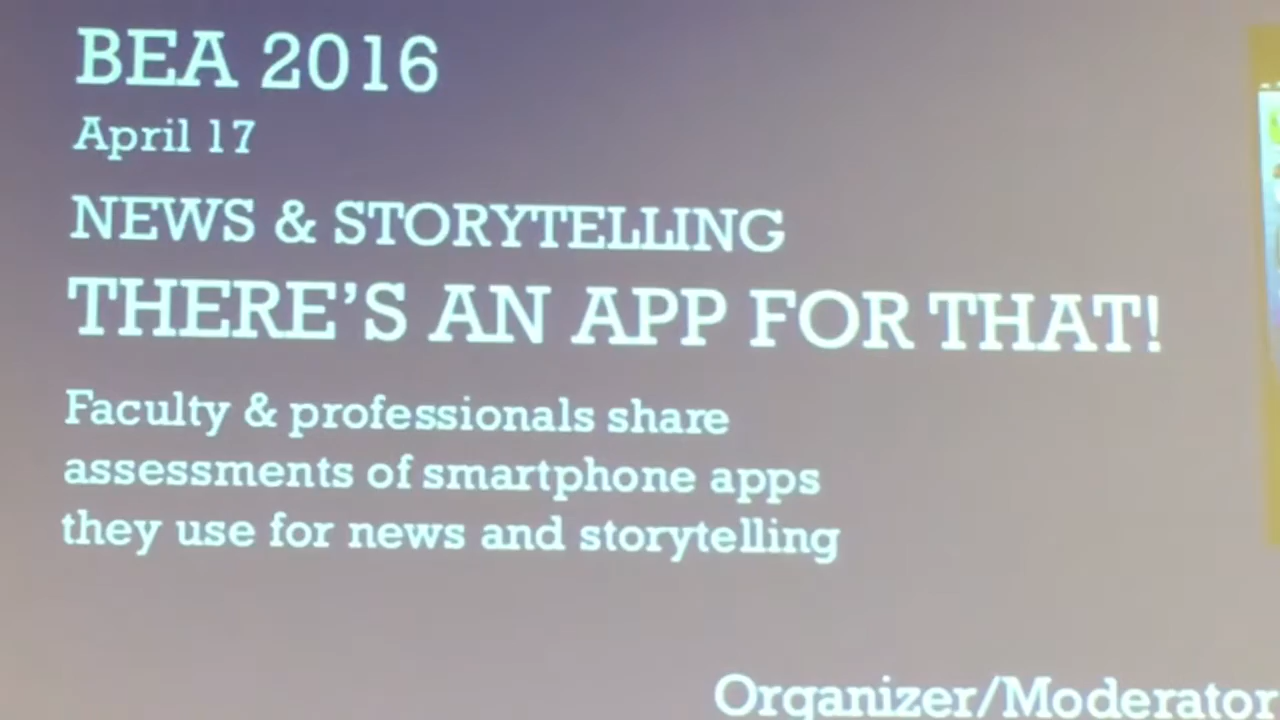 BEA 2016
April 17
NEWS & STORYTELLING
THERE'S AN APP FOR THAT!
Faculty & professionals share
assessments of smartphone apps
they use for news and storytelling
Organizer/Moderator